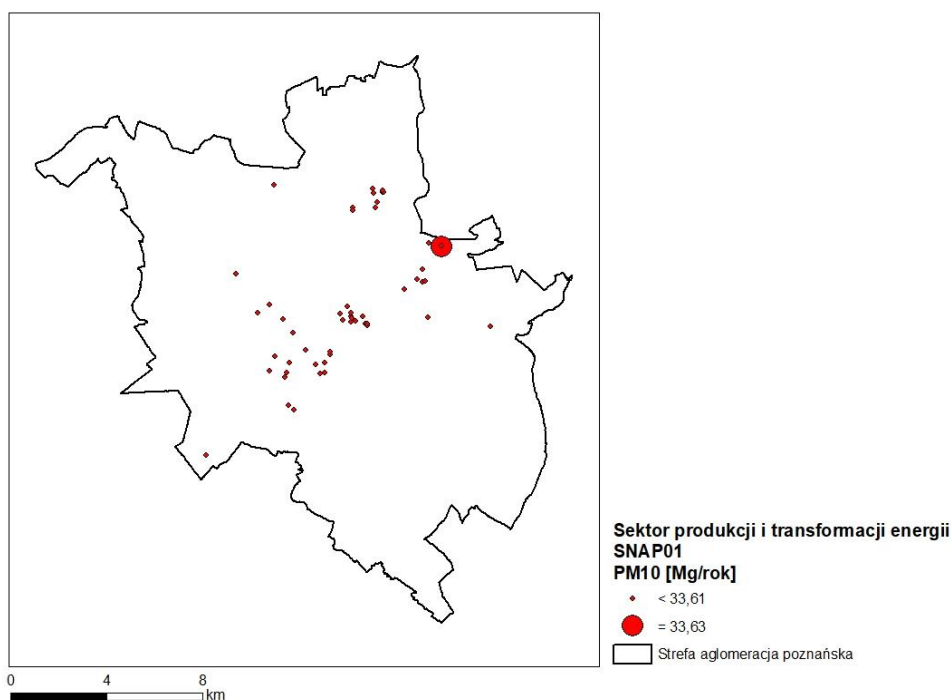 Sektor produkcji i transformacji energii
SNAP01
PM10 [Mg/rok]
< 33,61
= 33,63
Strefa aglomeracja poznańska
0 4 8
km